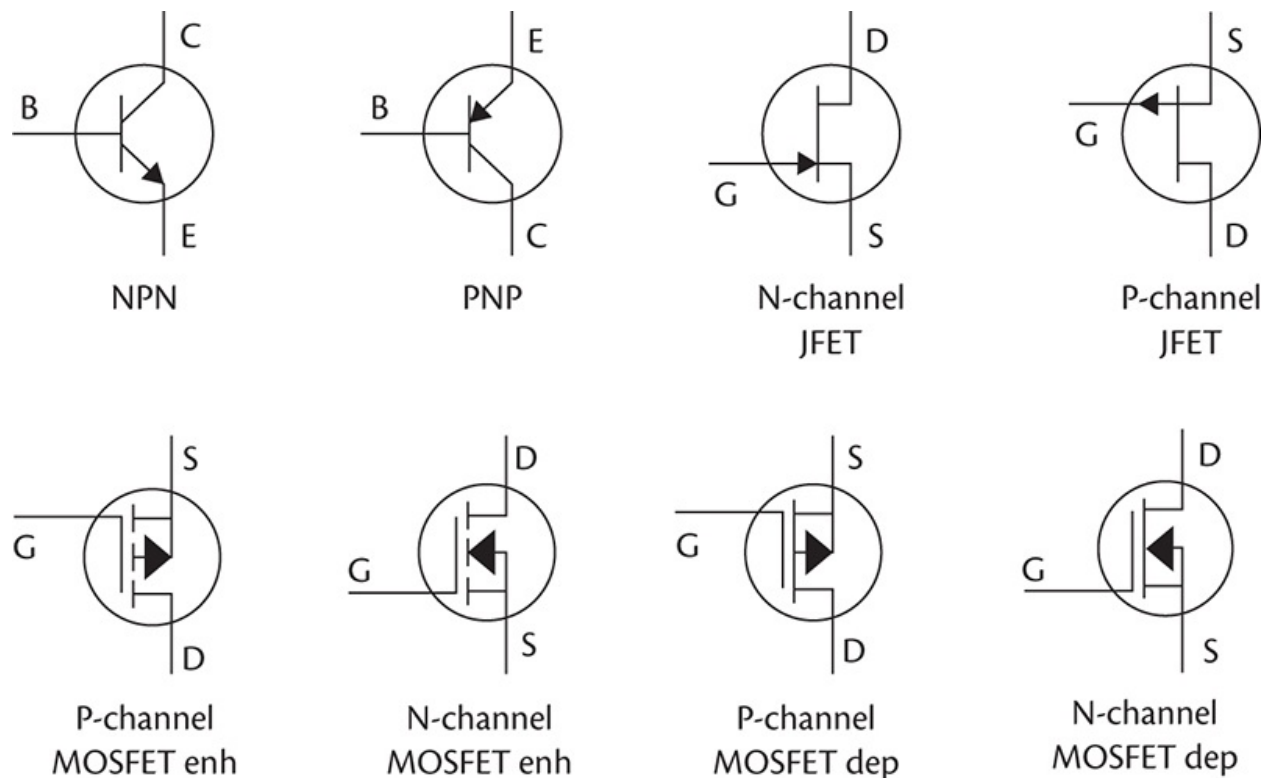 C
B
E
NPN
E
B
C
PNP
D
G
S
N-channel
JFET
S
G
D
P-channel
JFET
S
G
D
P-channel
MOSFET enh
D
G
S
N-channel
MOSFET enh
S
G
D
P-channel
MOSFET dep
D
G
S
N-channel
MOSFET dep